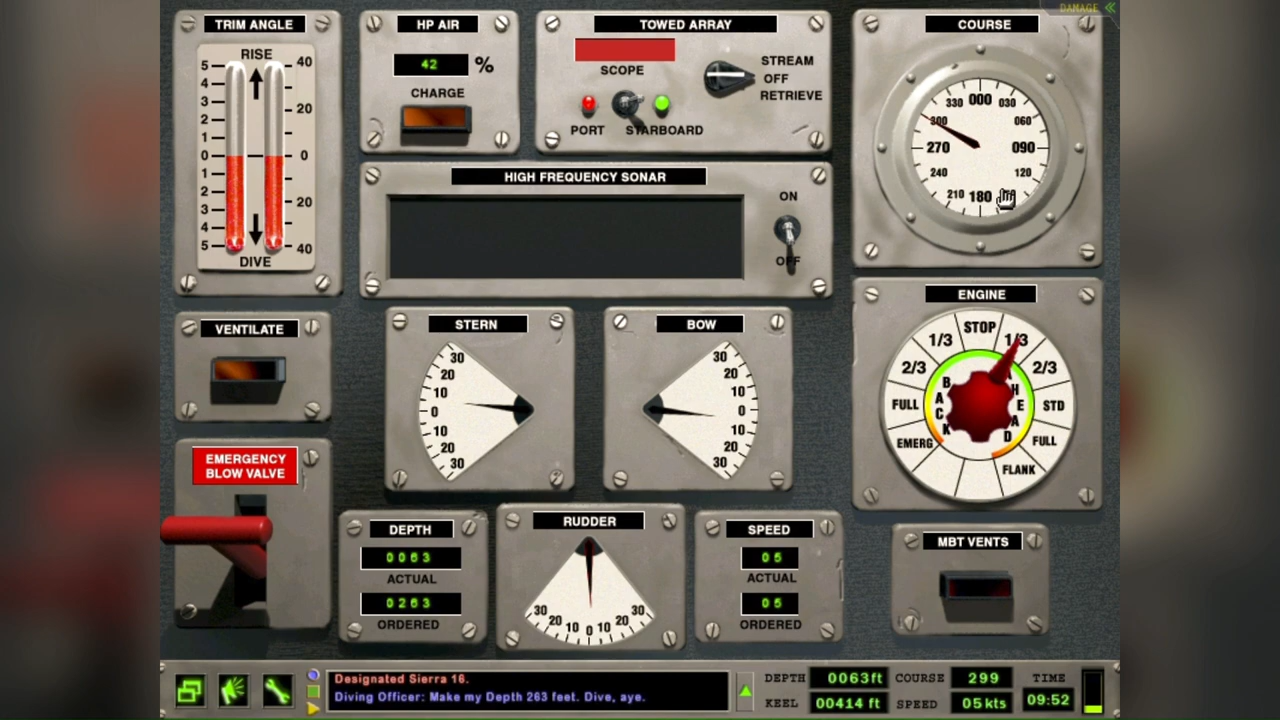 DAMAGE
TRIM ANGLE
RISE
5 40
4
3 20
2
1
0 0
1
2
3 20
4
5 40
DIVE
HP AIR
42 %
CHARGE
TOWED ARRAY
SCOPE
PORT STARBOARD
STREAM
OFF
RETRIEVE
COURSE
330 000 030
300 060
270 090
240 120
210 180
HIGH FREQUENCY SONAR
ON
OFF
VENTILATE
STERN
30
20
10
0
10
20
30
BOW
30
20
10
0
10
20
30
ENGINE
STOP
1/3 1/3
2/3 2/3
FULL STD
EMERG FULL
FLANK
BACK
AHEAD
EMERGENCY
BLOW VALVE
DEPTH
0063
ACTUAL
0263
ORDERED
RUDDER
30 20 10 0 10 20 30
SPEED
05
ACTUAL
05
ORDERED
MBT VENTS
Designated Sierra 16.
Diving Officer: Make my Depth 263 feet. Dive, aye.
DEPTH 0063ft COURSE 299 TIME
KEEL 00414 ft SPEED 05kts 09:52